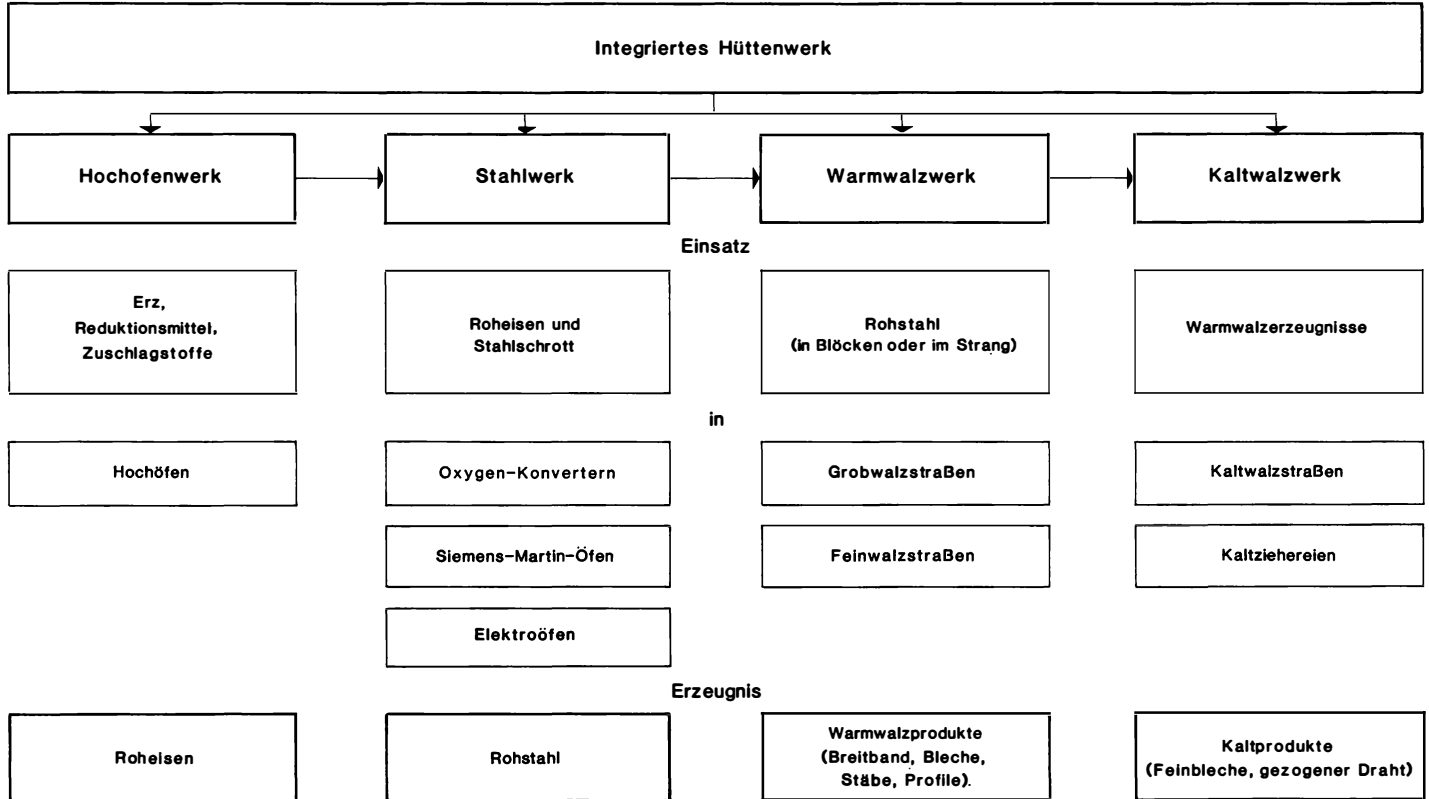 Integriertes Hüttenwerk
Hochofenwerk
Stahlwerk
Warmwalzwerk
Kaltwalzwerk
Einsatz
Erz,
Reduktionsmittel,
Zuschlagstoffe
Roheisen und
Stahlschrott
Rohstahl
(in Blöcken oder im Strang)
Warmwalzerzeugnisse
in
Hochöfen
Oxygen-Konvertern
Grobwalzstraßen
Kaltwalzstraßen
Siemens-Martin-Öfen
Feinwalzstraßen
Kaltziehereien
Elektroöfen
Erzeugnis
Roheisen
Rohstahl
Warmwalzprodukte
(Breitband, Bleche,
Stäbe, Profile).
Kaltprodukte
(Feinbleche, gezogener Draht)